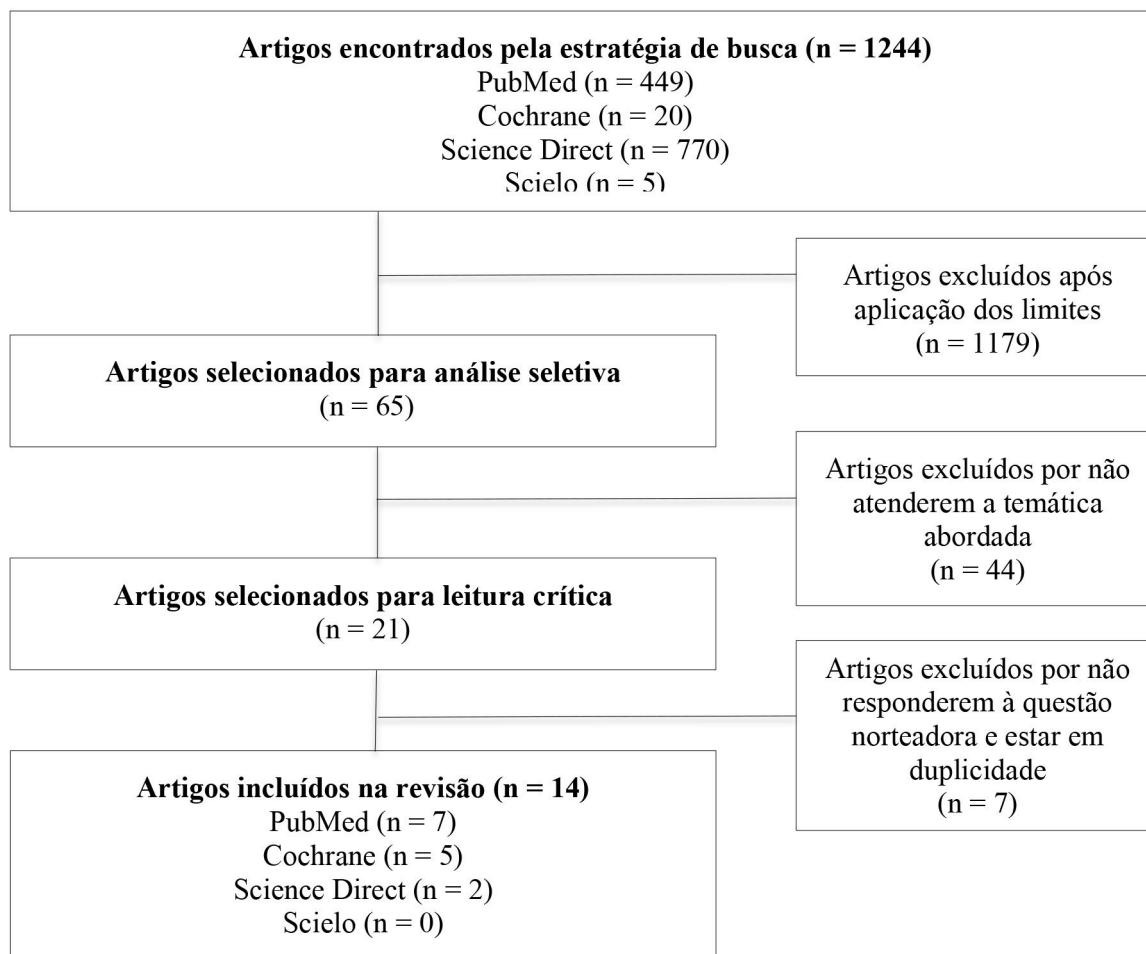 Artigos encontrados pela estratégia de busca (n = 1244)
PubMed (n = 449)
Cochrane (n = 20)
Science Direct (n = 770)
Scielo (n = 5)
Artigos excluídos após
aplicação dos limites
(n = 1179)
Artigos selecionados para análise seletiva
(n = 65)
Artigos excluídos por não
atenderem a temática
abordada
(n = 44)
Artigos selecionados para leitura crítica
(n = 21)
Artigos excluídos por não
responderem à questão
norteadora e estar em
duplicidade
(n = 7)
Artigos incluídos na revisão (n = 14)
PubMed (n = 7)
Cochrane (n = 5)
Science Direct (n = 2)
Scielo (n = 0)